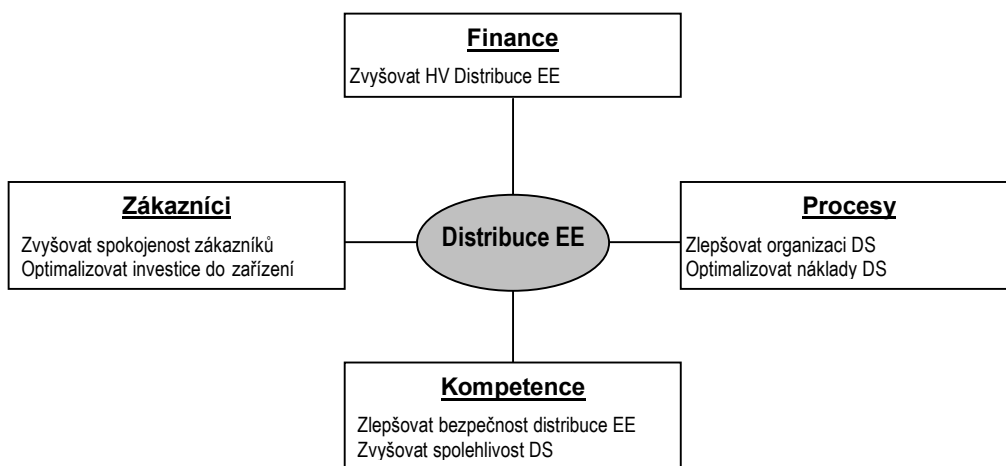 Finance
Zvyšovat HV Distribuce EE
Zákazníci
Zvyšovat spokojenost zákazníků
Optimalizovat investice do zařízení
Distribuce EE
Procesy
Zlepšovat organizaci DS
Optimalizovat náklady DS
Kompetence
Zlepšovat bezpečnost distribuce EE
Zvyšovat spolehlivost DS